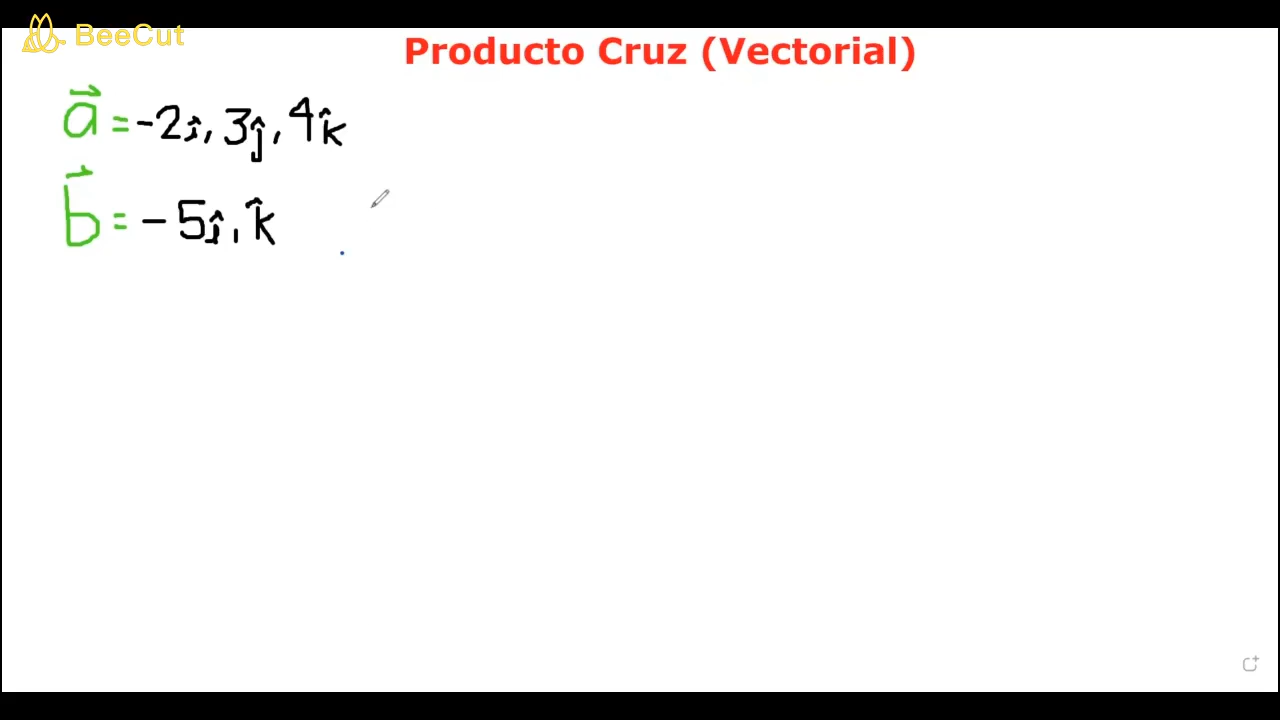 BeeCut
Producto Cruz (Vectorial)
a⃗ = -2î, 3ĵ, 4k̂
b⃗ = -5î, k̂